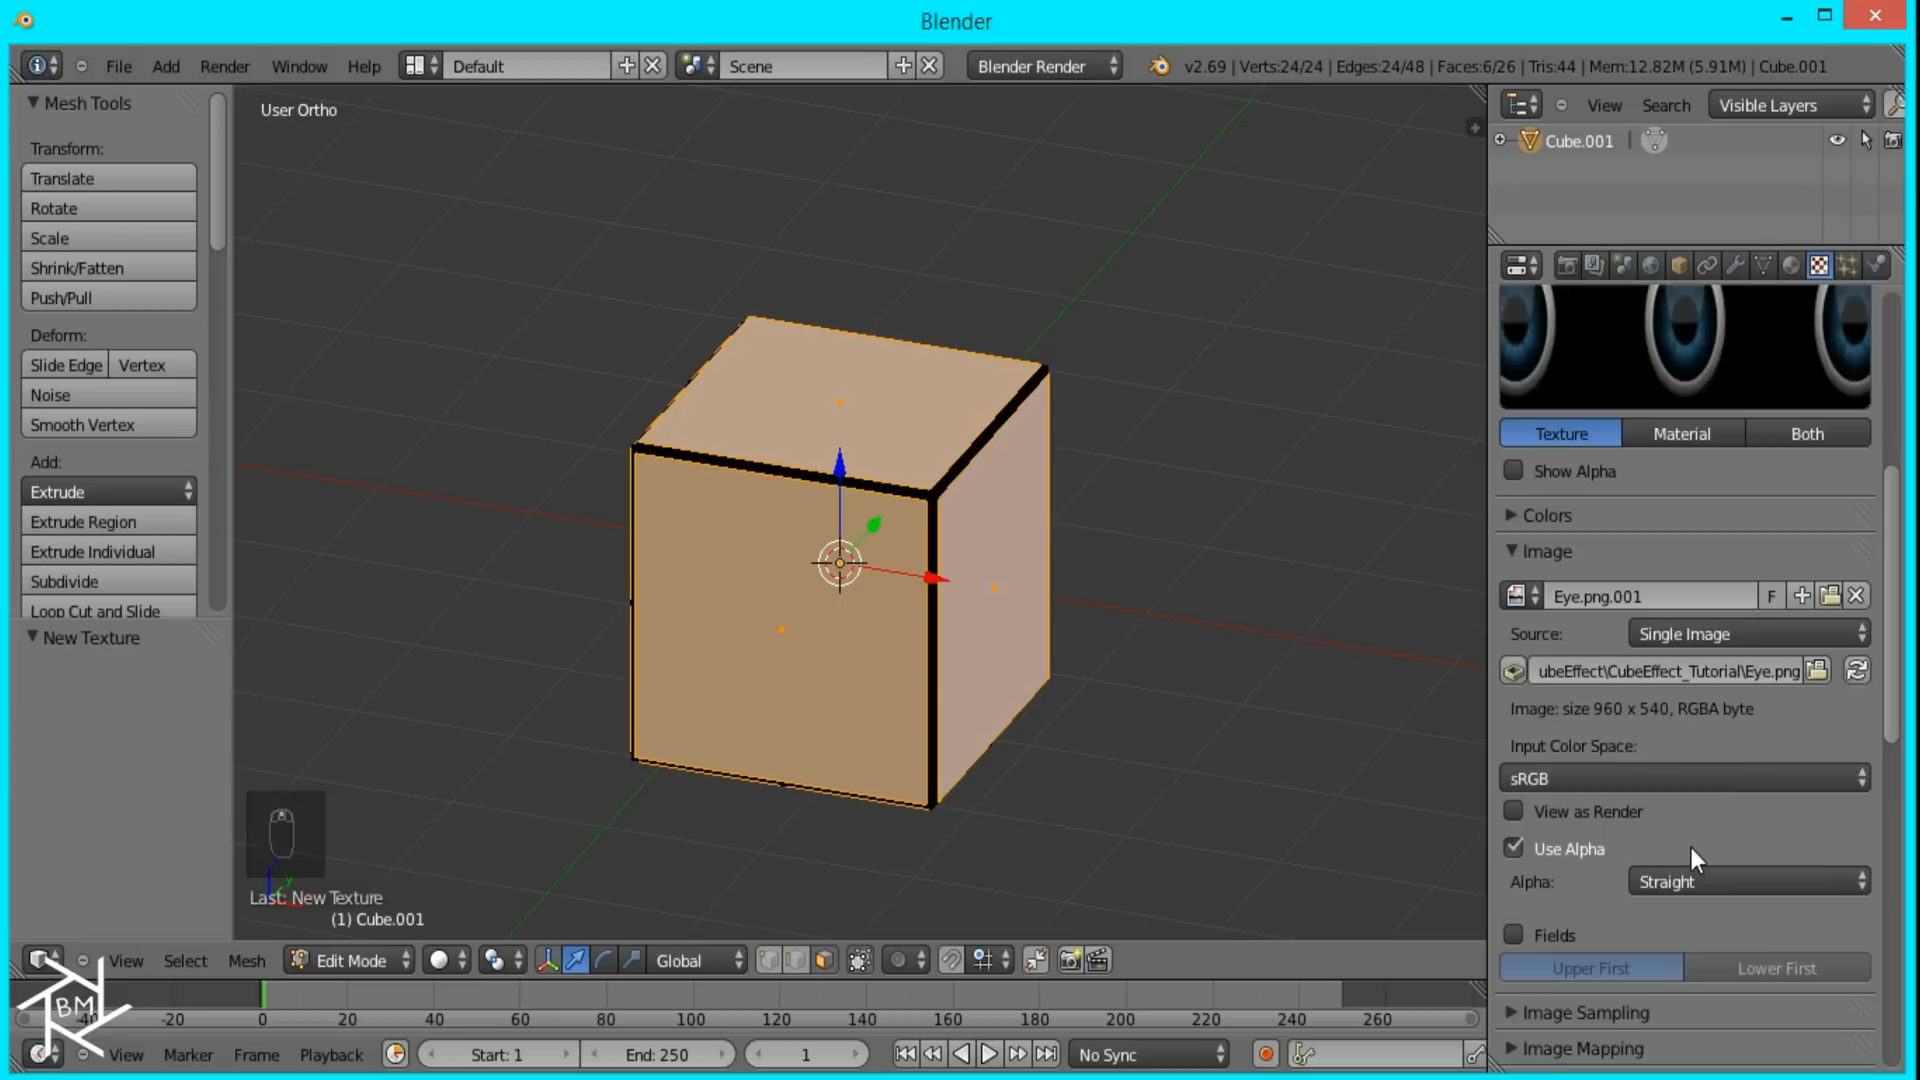 Blender
File Add Render Window Help Default Scene Blender Render v2.69 | Verts:24/24 | Edges:24/48 | Faces:6/26 | Tris:44 | Mem:12.82M (5.91M) | Cube.001
Mesh Tools
Transform:
Translate
Rotate
Scale
Shrink/Fatten
Push/Pull
Deform:
Slide Edge Vertex
Noise
Smooth Vertex
Add:
Extrude
Extrude Region
Extrude Individual
Subdivide
Loop Cut and Slide
New Texture
User Ortho
Last: New Texture
(1) Cube.001
View Search Visible Layers
Cube.001
Texture Material Both
Show Alpha
Colors
Image
Eye.png.001 F
Source: Single Image
ubeEffect\CubeEffect_Tutorial\Eye.png
Image: size 960 x 540, RGBA byte
Input Color Space:
sRGB
View as Render
Use Alpha
Alpha: Straight
Fields
Upper First Lower First
Image Sampling
Image Mapping
View Select Mesh Edit Mode Global
-40 -20 0 20 40 60 80 100 120 140 160 180 200 220 240 260
BM
View Marker Frame Playback Start: 1 End: 250 1 No Sync